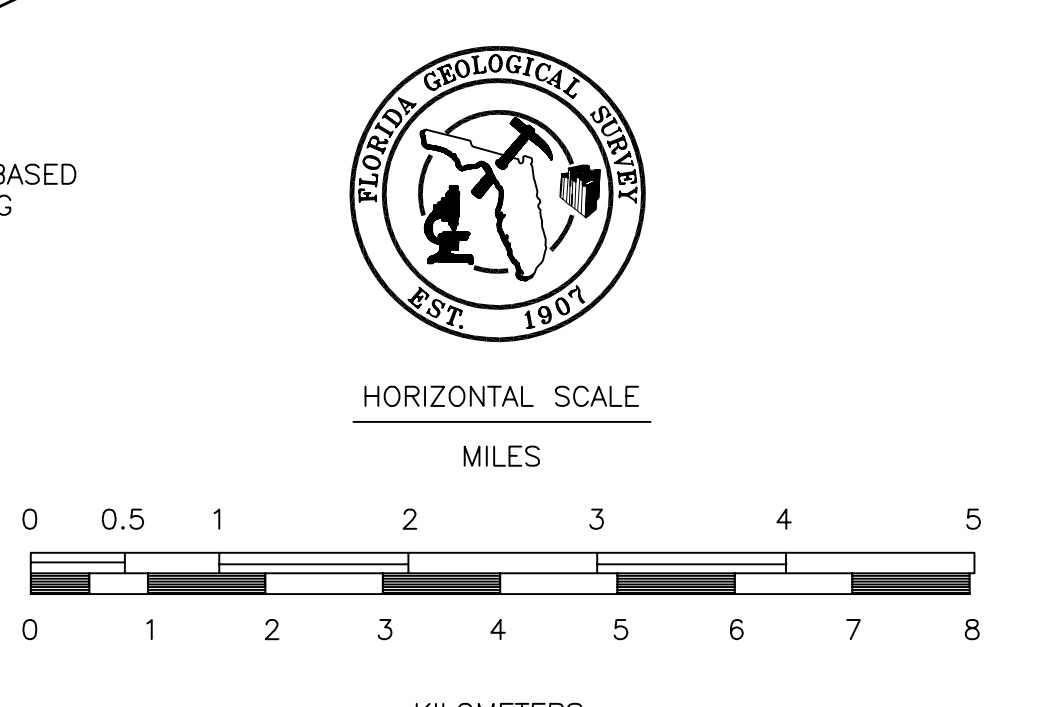 BASED
G
FLORIDA GEOLOGICAL SURVEY
EST. 1907
HORIZONTAL SCALE
MILES
0 0.5 1 2 3 4 5
0 1 2 3 4 5 6 7 8
KILOMETERS